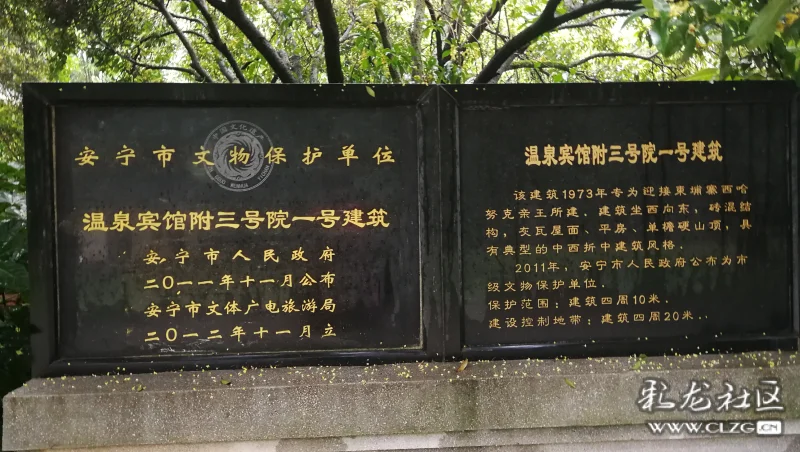 安宁市文物保护单位
温泉宾馆附三号院一号建筑
安宁市人民政府
二〇一一年十一月公布
安宁市文体广电旅游局
二〇一二年十一月立
温泉宾馆附三号院一号建筑
该建筑1973年专为迎接柬埔寨西哈
努克亲王所建．建筑坐西向东，砖混结
构，灰瓦屋面、平房、单檐硬山顶，具
有典型的中西折中建筑风格．
2011年，安宁市人民政府公布为市
级文物保护单位．
保护范围：建筑四周10米．
建设控制地带：建筑四周20米．．
彩龙社区
www.CLZG.CN